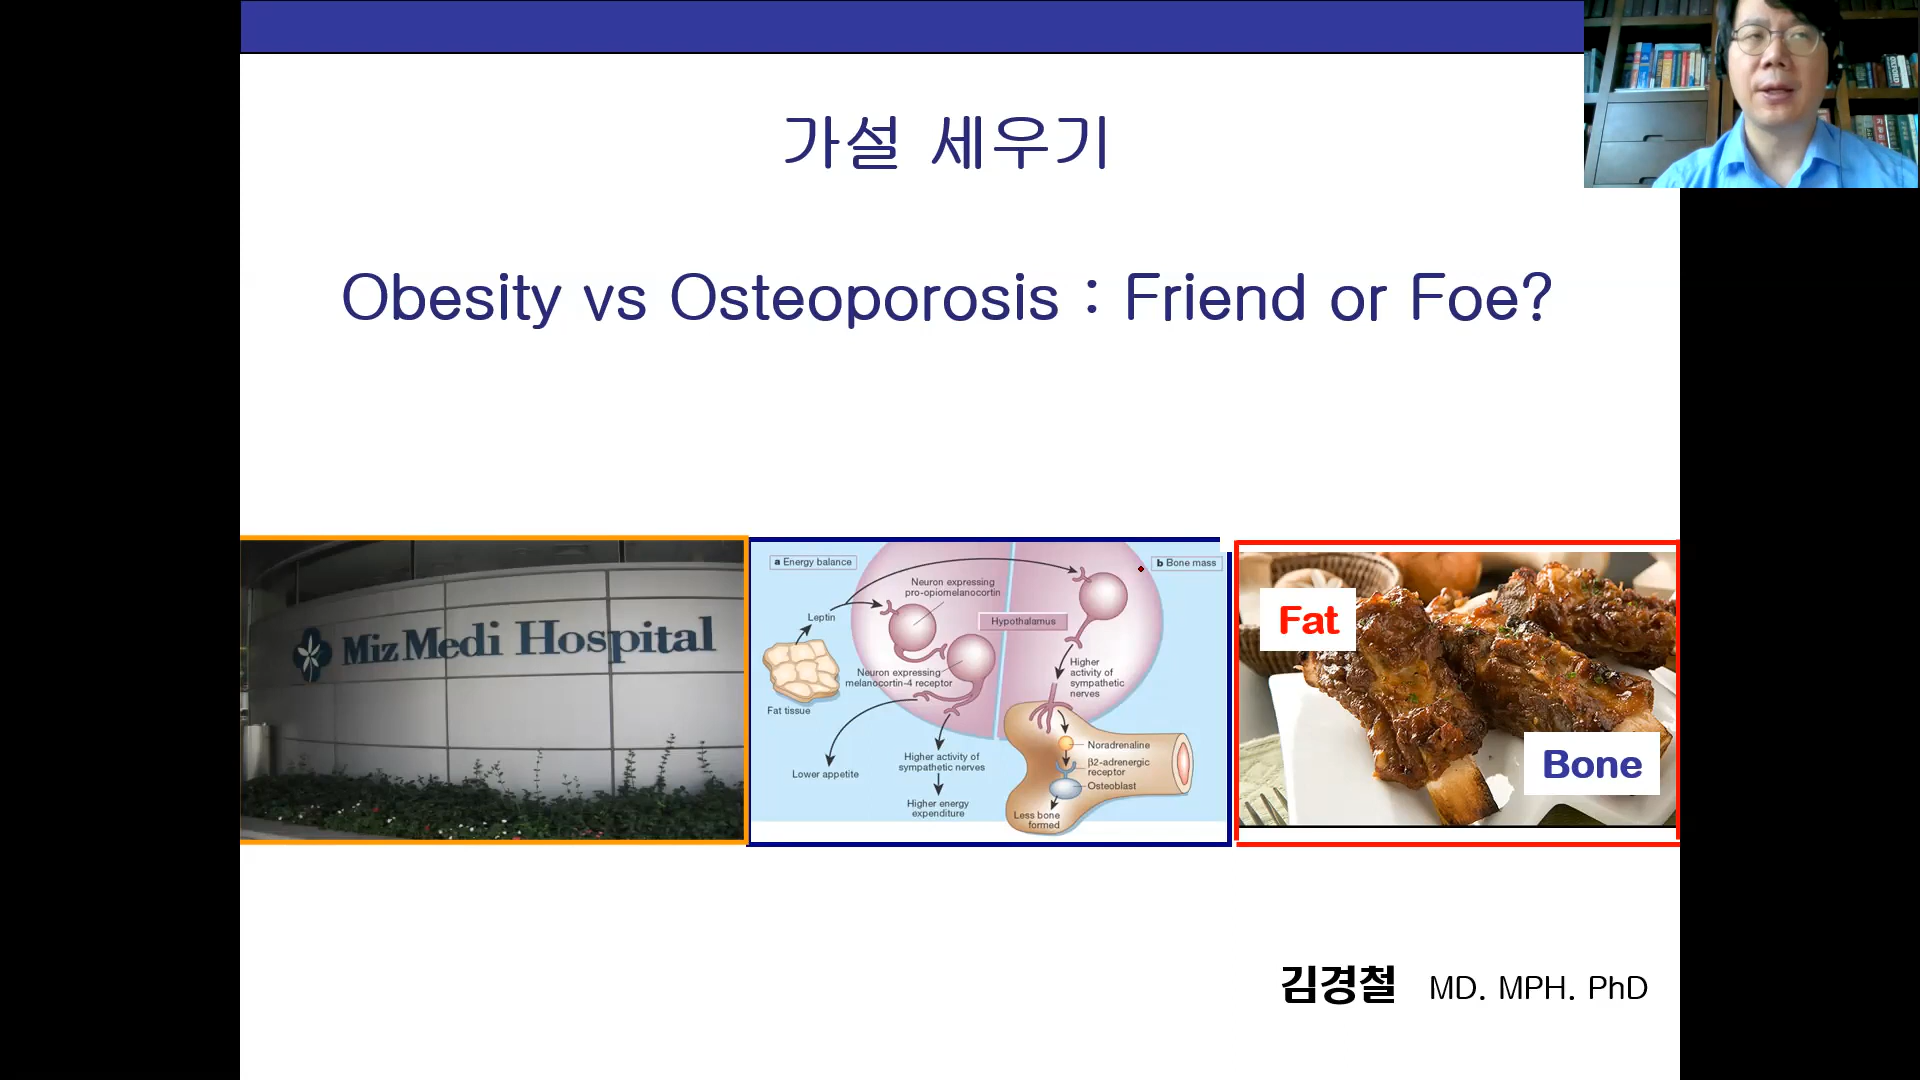 가설 세우기
Obesity vs Osteoporosis : Friend or Foe?
MizMedi Hospital
a Energy balance
b Bone mass
Neuron expressing
pro-opiomelanocortin
Leptin
Hypothalamus
Neuron expressing
melanocortin-4 receptor
Higher
activity of
sympathetic
nerves
Fat tissue
Noradrenaline
Higher activity of
sympathetic nerves
β2-adrenergic
receptor
Lower appetite
Osteoblast
Higher energy
expenditure
Less bone
formed
Fat
Bone
김경철 MD. MPH. PhD